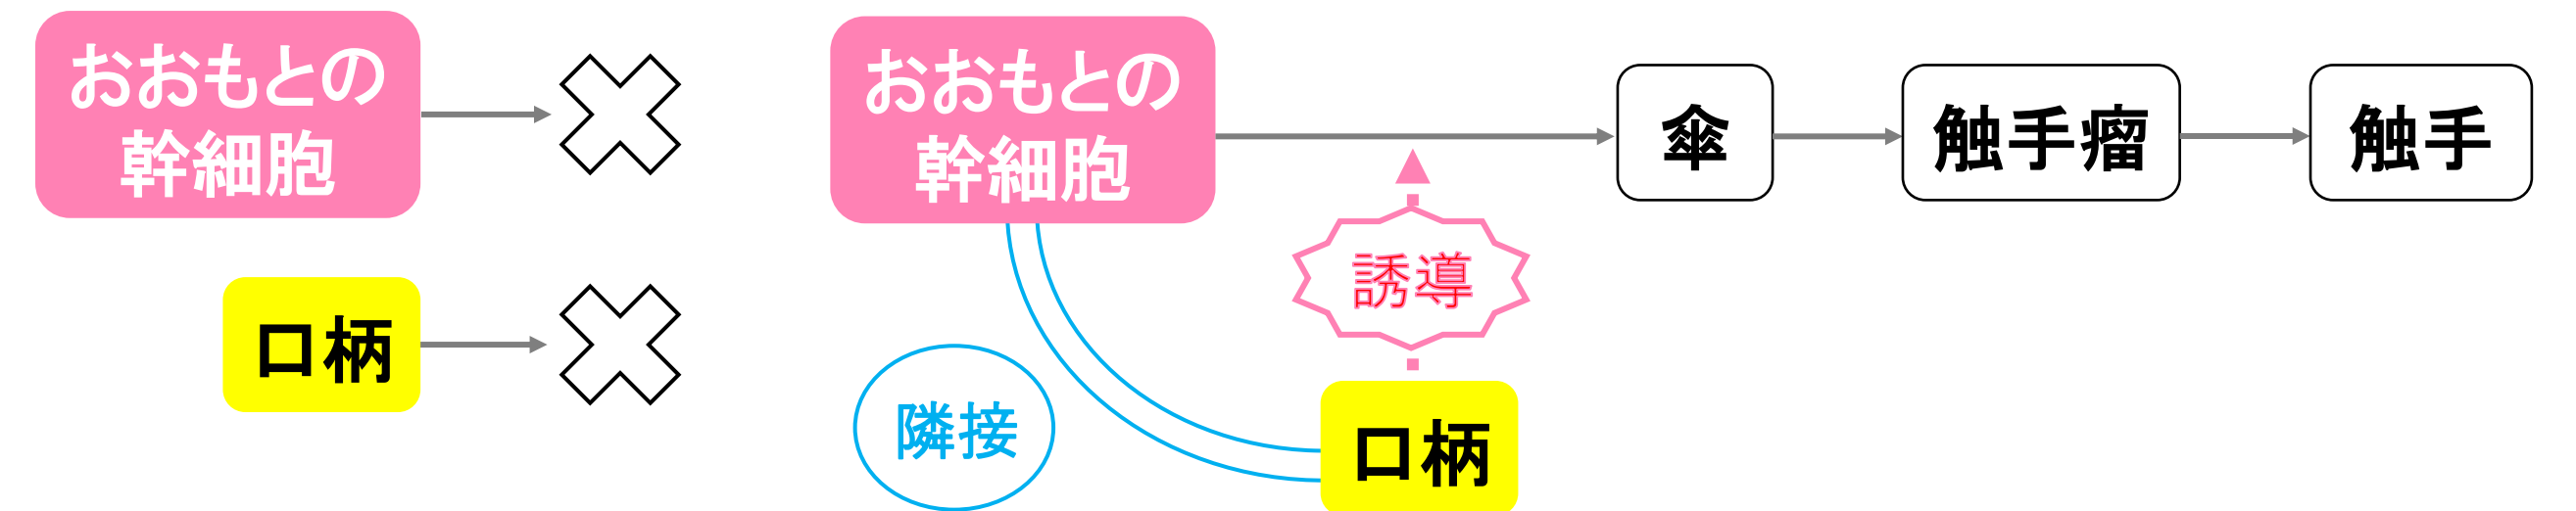 おおもとの
幹細胞
口柄
おおもとの
幹細胞
隣接
誘導
口柄
傘
触手瘤
触手